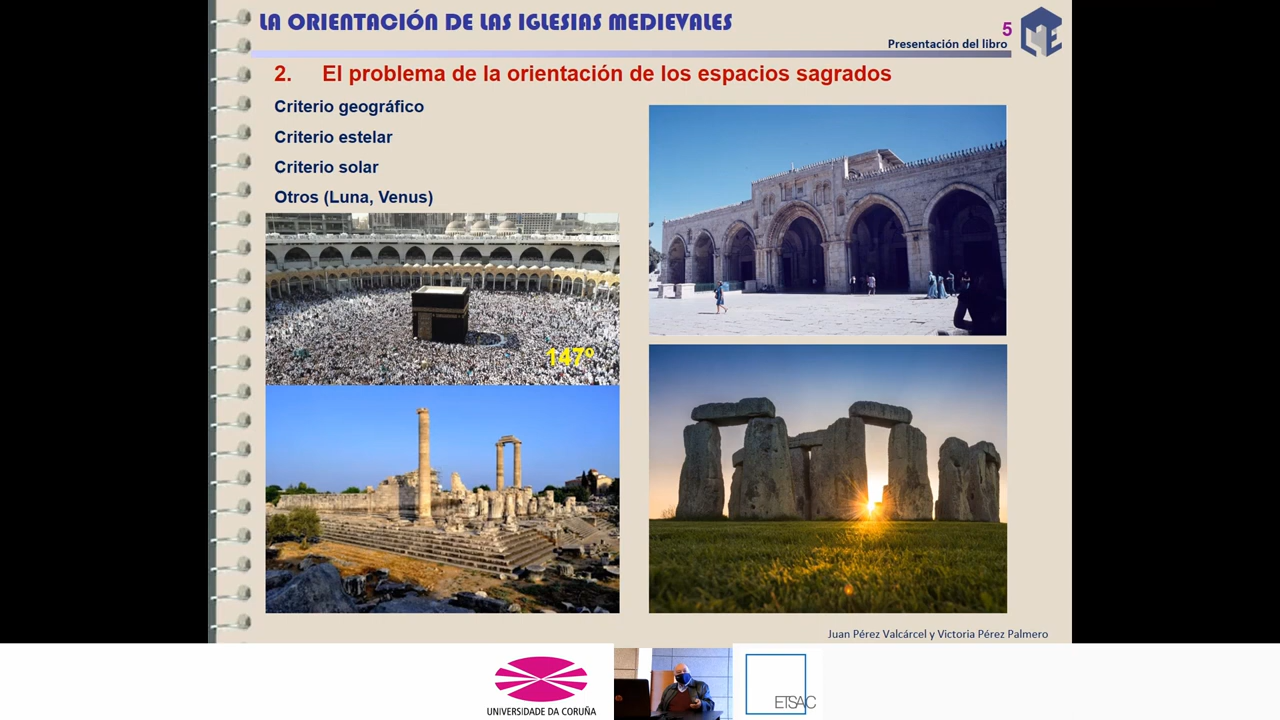 LA ORIENTACIÓN DE LAS IGLESIAS MEDIEVALES
5
Presentación del libro
2. El problema de la orientación de los espacios sagrados
Criterio geográfico
Criterio estelar
Criterio solar
Otros (Luna, Venus)
147º
Juan Pérez Valcárcel y Victoria Pérez Palmero
UNIVERSIDADE DA CORUÑA
ETSAC